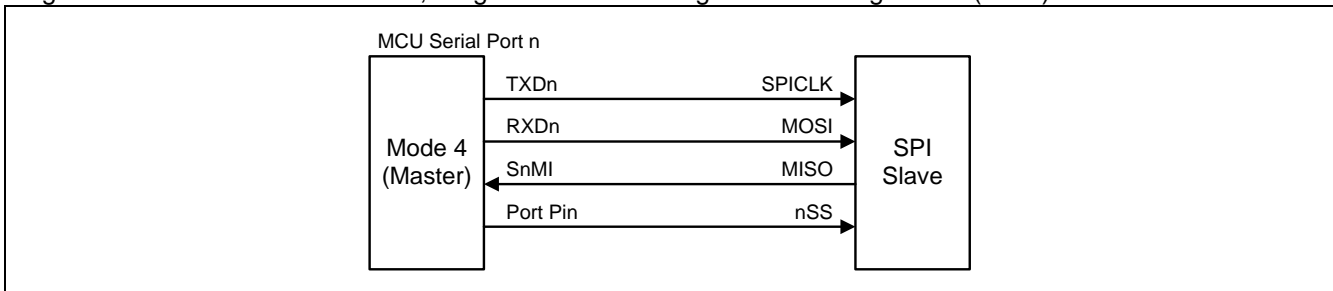 MCU Serial Port n
TXDn SPICLK
RXDn MOSI
Mode 4
(Master)
SPI
Slave
SnMI MISO
Port Pin nSS